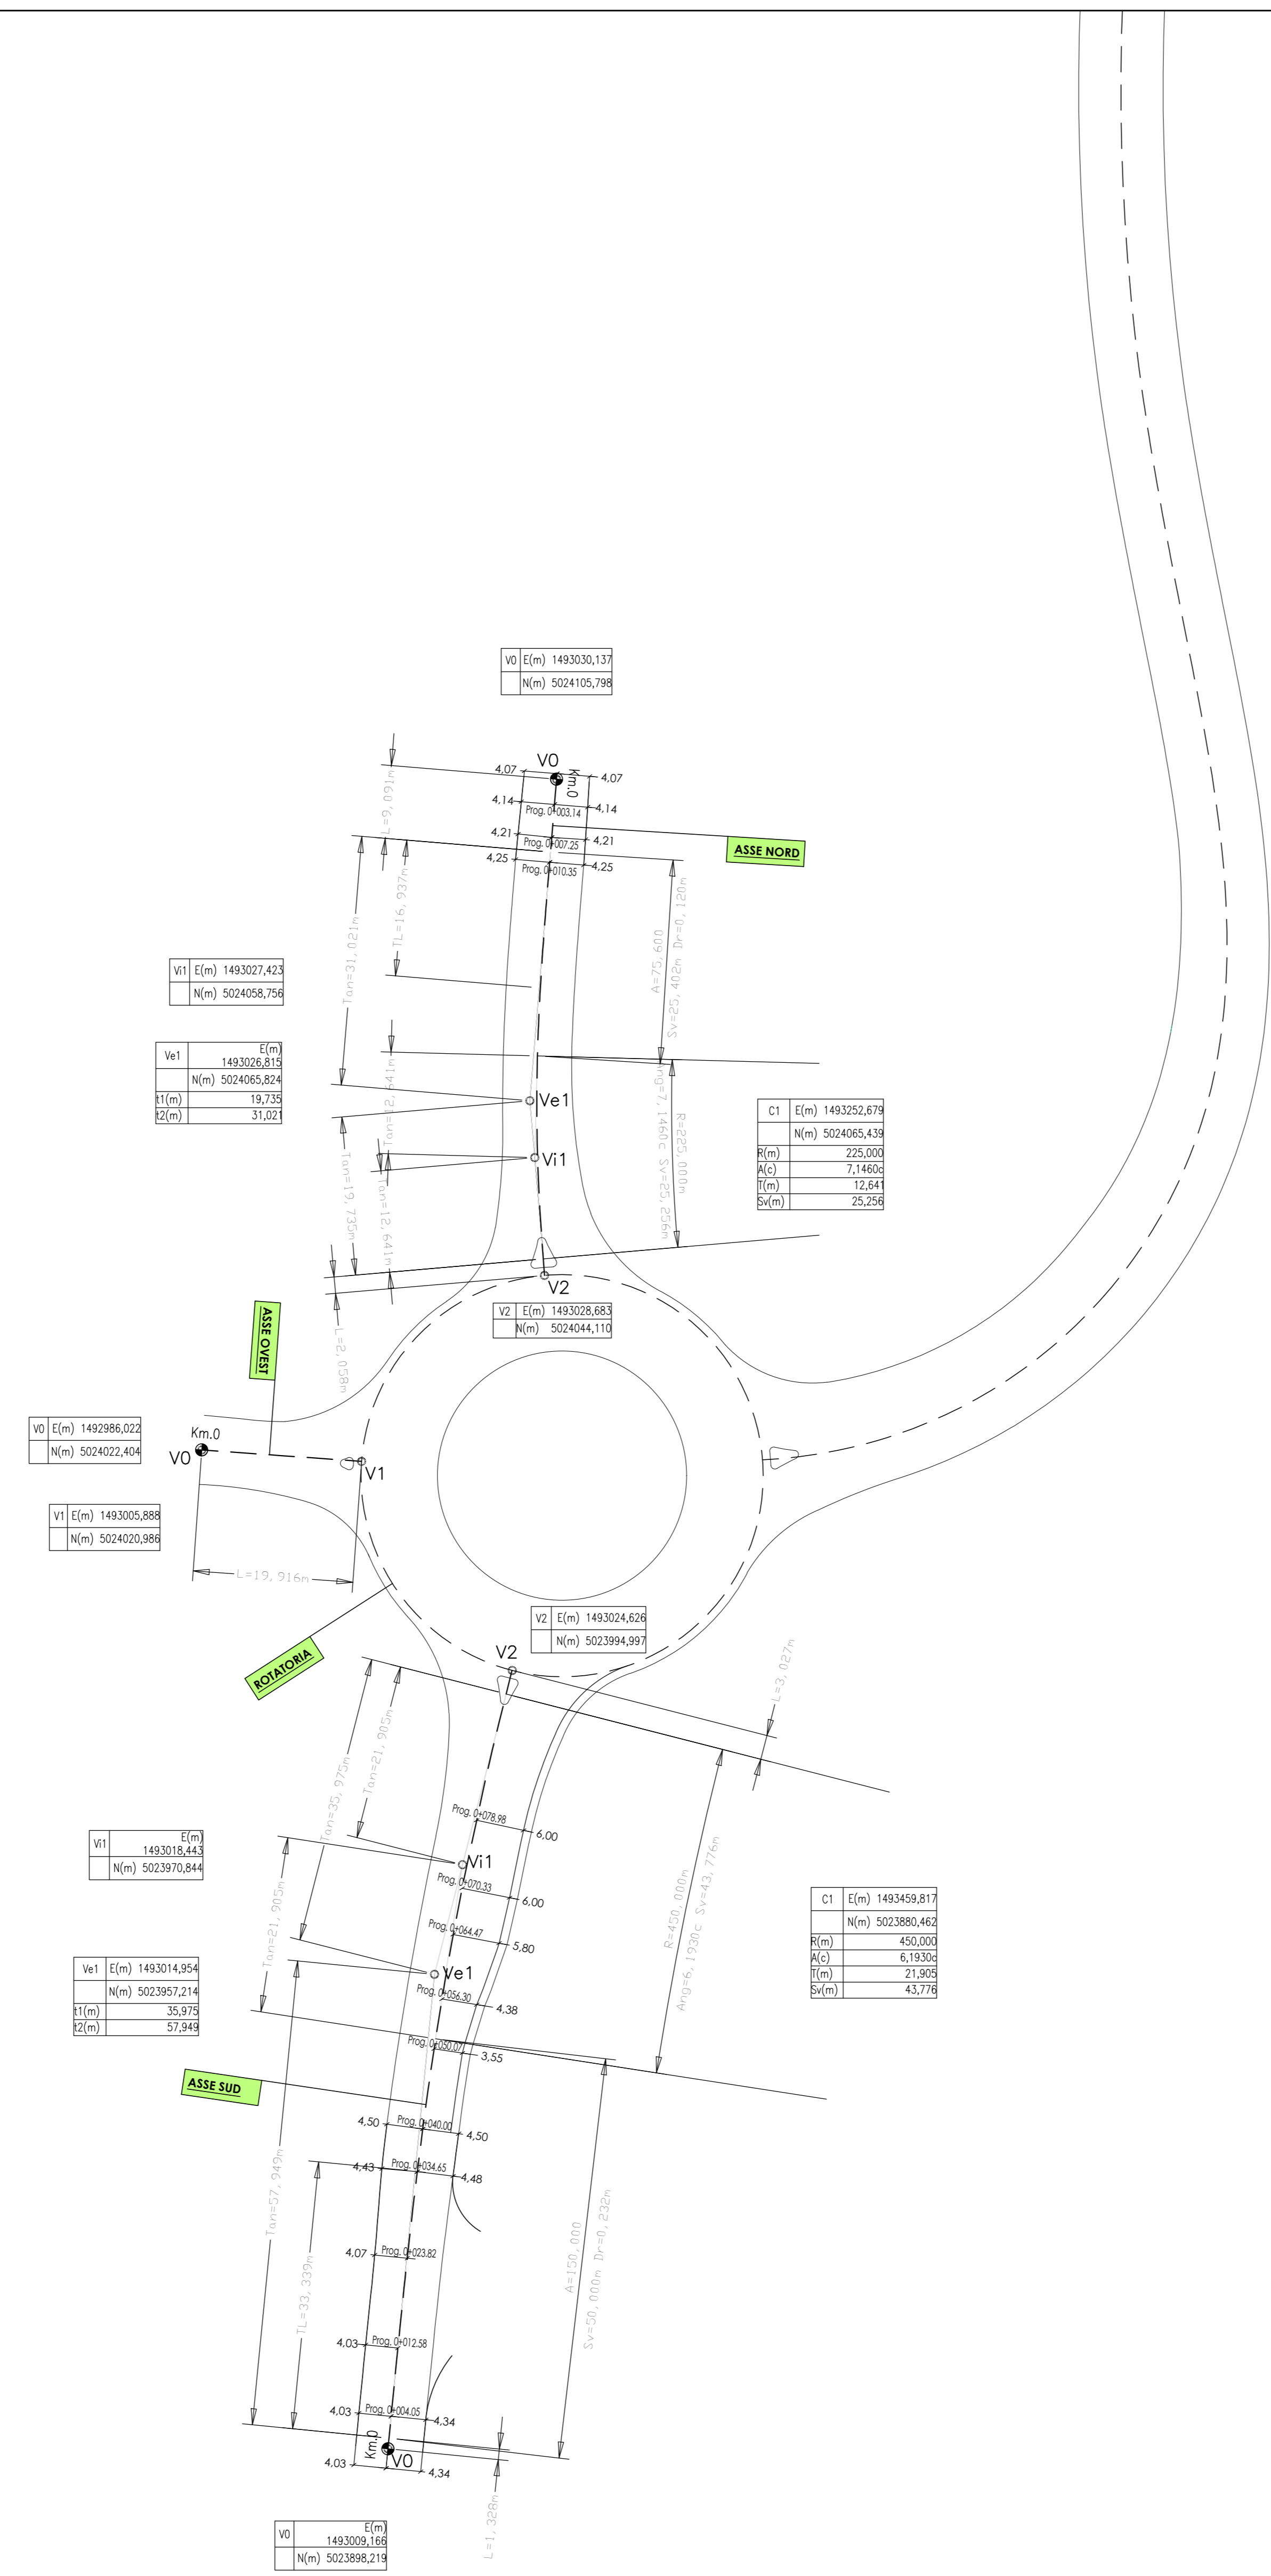 V0 E(m) 1493030,137
N(m) 5024105,798
V0
Km.0
4,07
4,07
4,14
4,14
Prog. 0+003.14
4,21
4,21
Prog. 0+007.25
4,25
4,25
Prog. 0+010.35
L=9,091m
ASSE NORD
TL=16,937m
Tan=31,021m
A=75,600
Sv=25,402m Dr=0,120m
Vi1 E(m) 1493027,423
N(m) 5024058,756
Ve1 E(m)
1493026,815
N(m) 5024065,824
t1(m) 19,735
t2(m) 31,021
Tan=12,641m
Ve1
Vi1
Tan=19,735m
Tan=12,641m
Ang=7,1460c Sv=25,256m
R=225,000m
C1 E(m) 1493252,679
N(m) 5024065,439
R(m) 225,000
A(c) 7,1460c
T(m) 12,641
Sv(m) 25,256
V2
V2 E(m) 1493028,683
N(m) 5024044,110
L=2,058m
ASSE OVEST
V0 E(m) 1492986,022
N(m) 5024022,404
Km.0
V0
V1
V1 E(m) 1493005,888
N(m) 5024020,986
L=19,916m
ROTATORIA
V2 E(m) 1493024,626
N(m) 5023994,997
V2
L=3,027m
Tan=21,905m
Tan=35,975m
Prog. 0+078.98
6,00
Vi1 E(m)
1493018,443
N(m) 5023970,844
Vi1
Prog. 0+070.33
6,00
Prog. 0+064.47
5,80
Tan=21,905m
R=450,000m
Ang=6,1930c Sv=43,776m
C1 E(m) 1493459,817
N(m) 5023880,462
R(m) 450,000
A(c) 6,1930c
T(m) 21,905
Sv(m) 43,776
Ve1 E(m) 1493014,954
N(m) 5023957,214
t1(m) 35,975
t2(m) 57,949
Ve1
Prog. 0+056.30
4,38
Prog. 0+050.07
3,55
ASSE SUD
4,50
Prog. 0+040.00
4,50
4,43
Prog. 0+034.65
4,48
Tan=57,949m
TL=33,339m
4,07
Prog. 0+023.82
A=150,000
Sv=50,000m Dr=0,232m
4,03
Prog. 0+012.58
4,03
Prog. 0+004.05
4,34
Km.0
V0
4,03
4,34
L=1,328m
V0 E(m)
1493009,166
N(m) 5023898,219